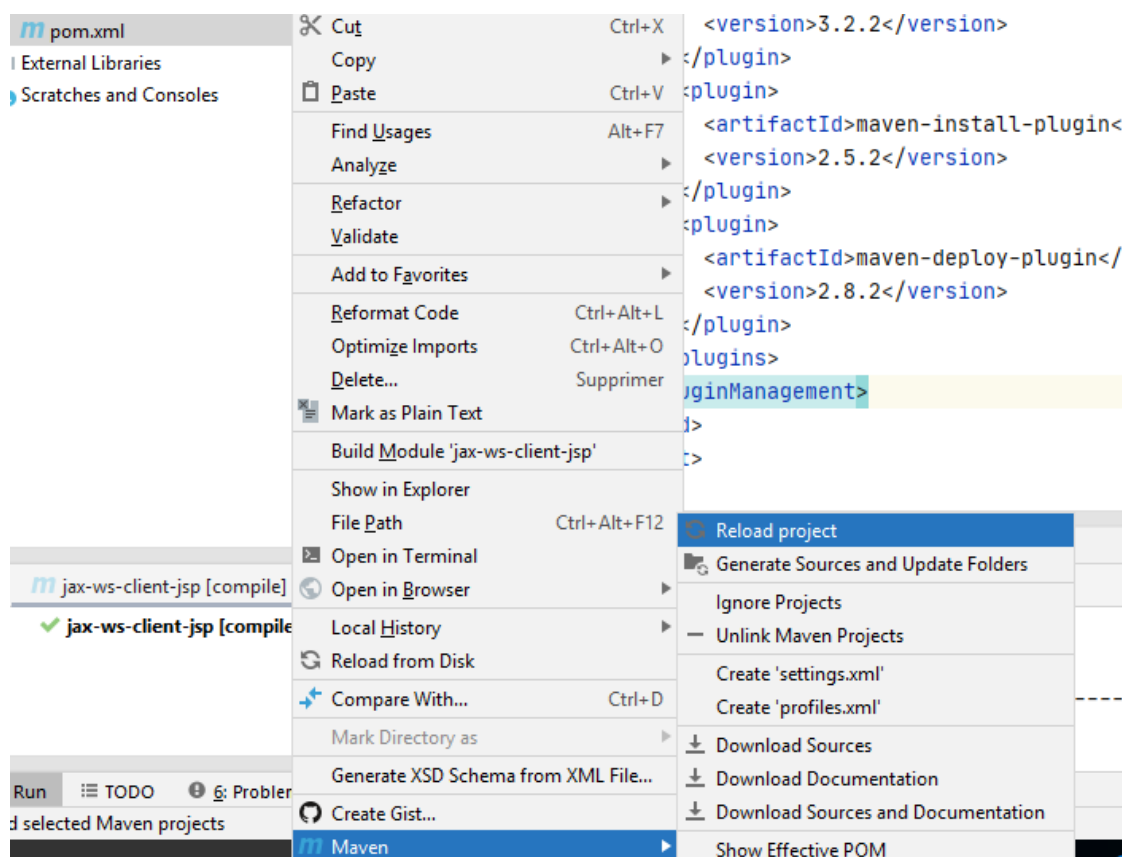 pom.xml
External Libraries
Scratches and Consoles
Cut Ctrl+X
Copy
Paste Ctrl+V
Find Usages Alt+F7
Analyze
Refactor
Validate
Add to Favorites
Reformat Code Ctrl+Alt+L
Optimize Imports Ctrl+Alt+O
Delete... Supprimer
Mark as Plain Text
Build Module 'jax-ws-client-jsp'
Show in Explorer
File Path Ctrl+Alt+F12
Open in Terminal
Open in Browser
Local History
Reload from Disk
Compare With... Ctrl+D
Mark Directory as
Generate XSD Schema from XML File...
Create Gist...
Maven
<version>3.2.2</version>
</plugin>
<plugin>
<artifactId>maven-install-plugin<
<version>2.5.2</version>
</plugin>
<plugin>
<artifactId>maven-deploy-plugin</
<version>2.8.2</version>
</plugin>
plugins>
uginManagement>
d>
t>
Reload project
Generate Sources and Update Folders
Ignore Projects
Unlink Maven Projects
Create 'settings.xml'
Create 'profiles.xml'
Download Sources
Download Documentation
Download Sources and Documentation
Show Effective POM
----
jax-ws-client-jsp [compile]
jax-ws-client-jsp [compile
Run TODO 6: Problem
d selected Maven projects